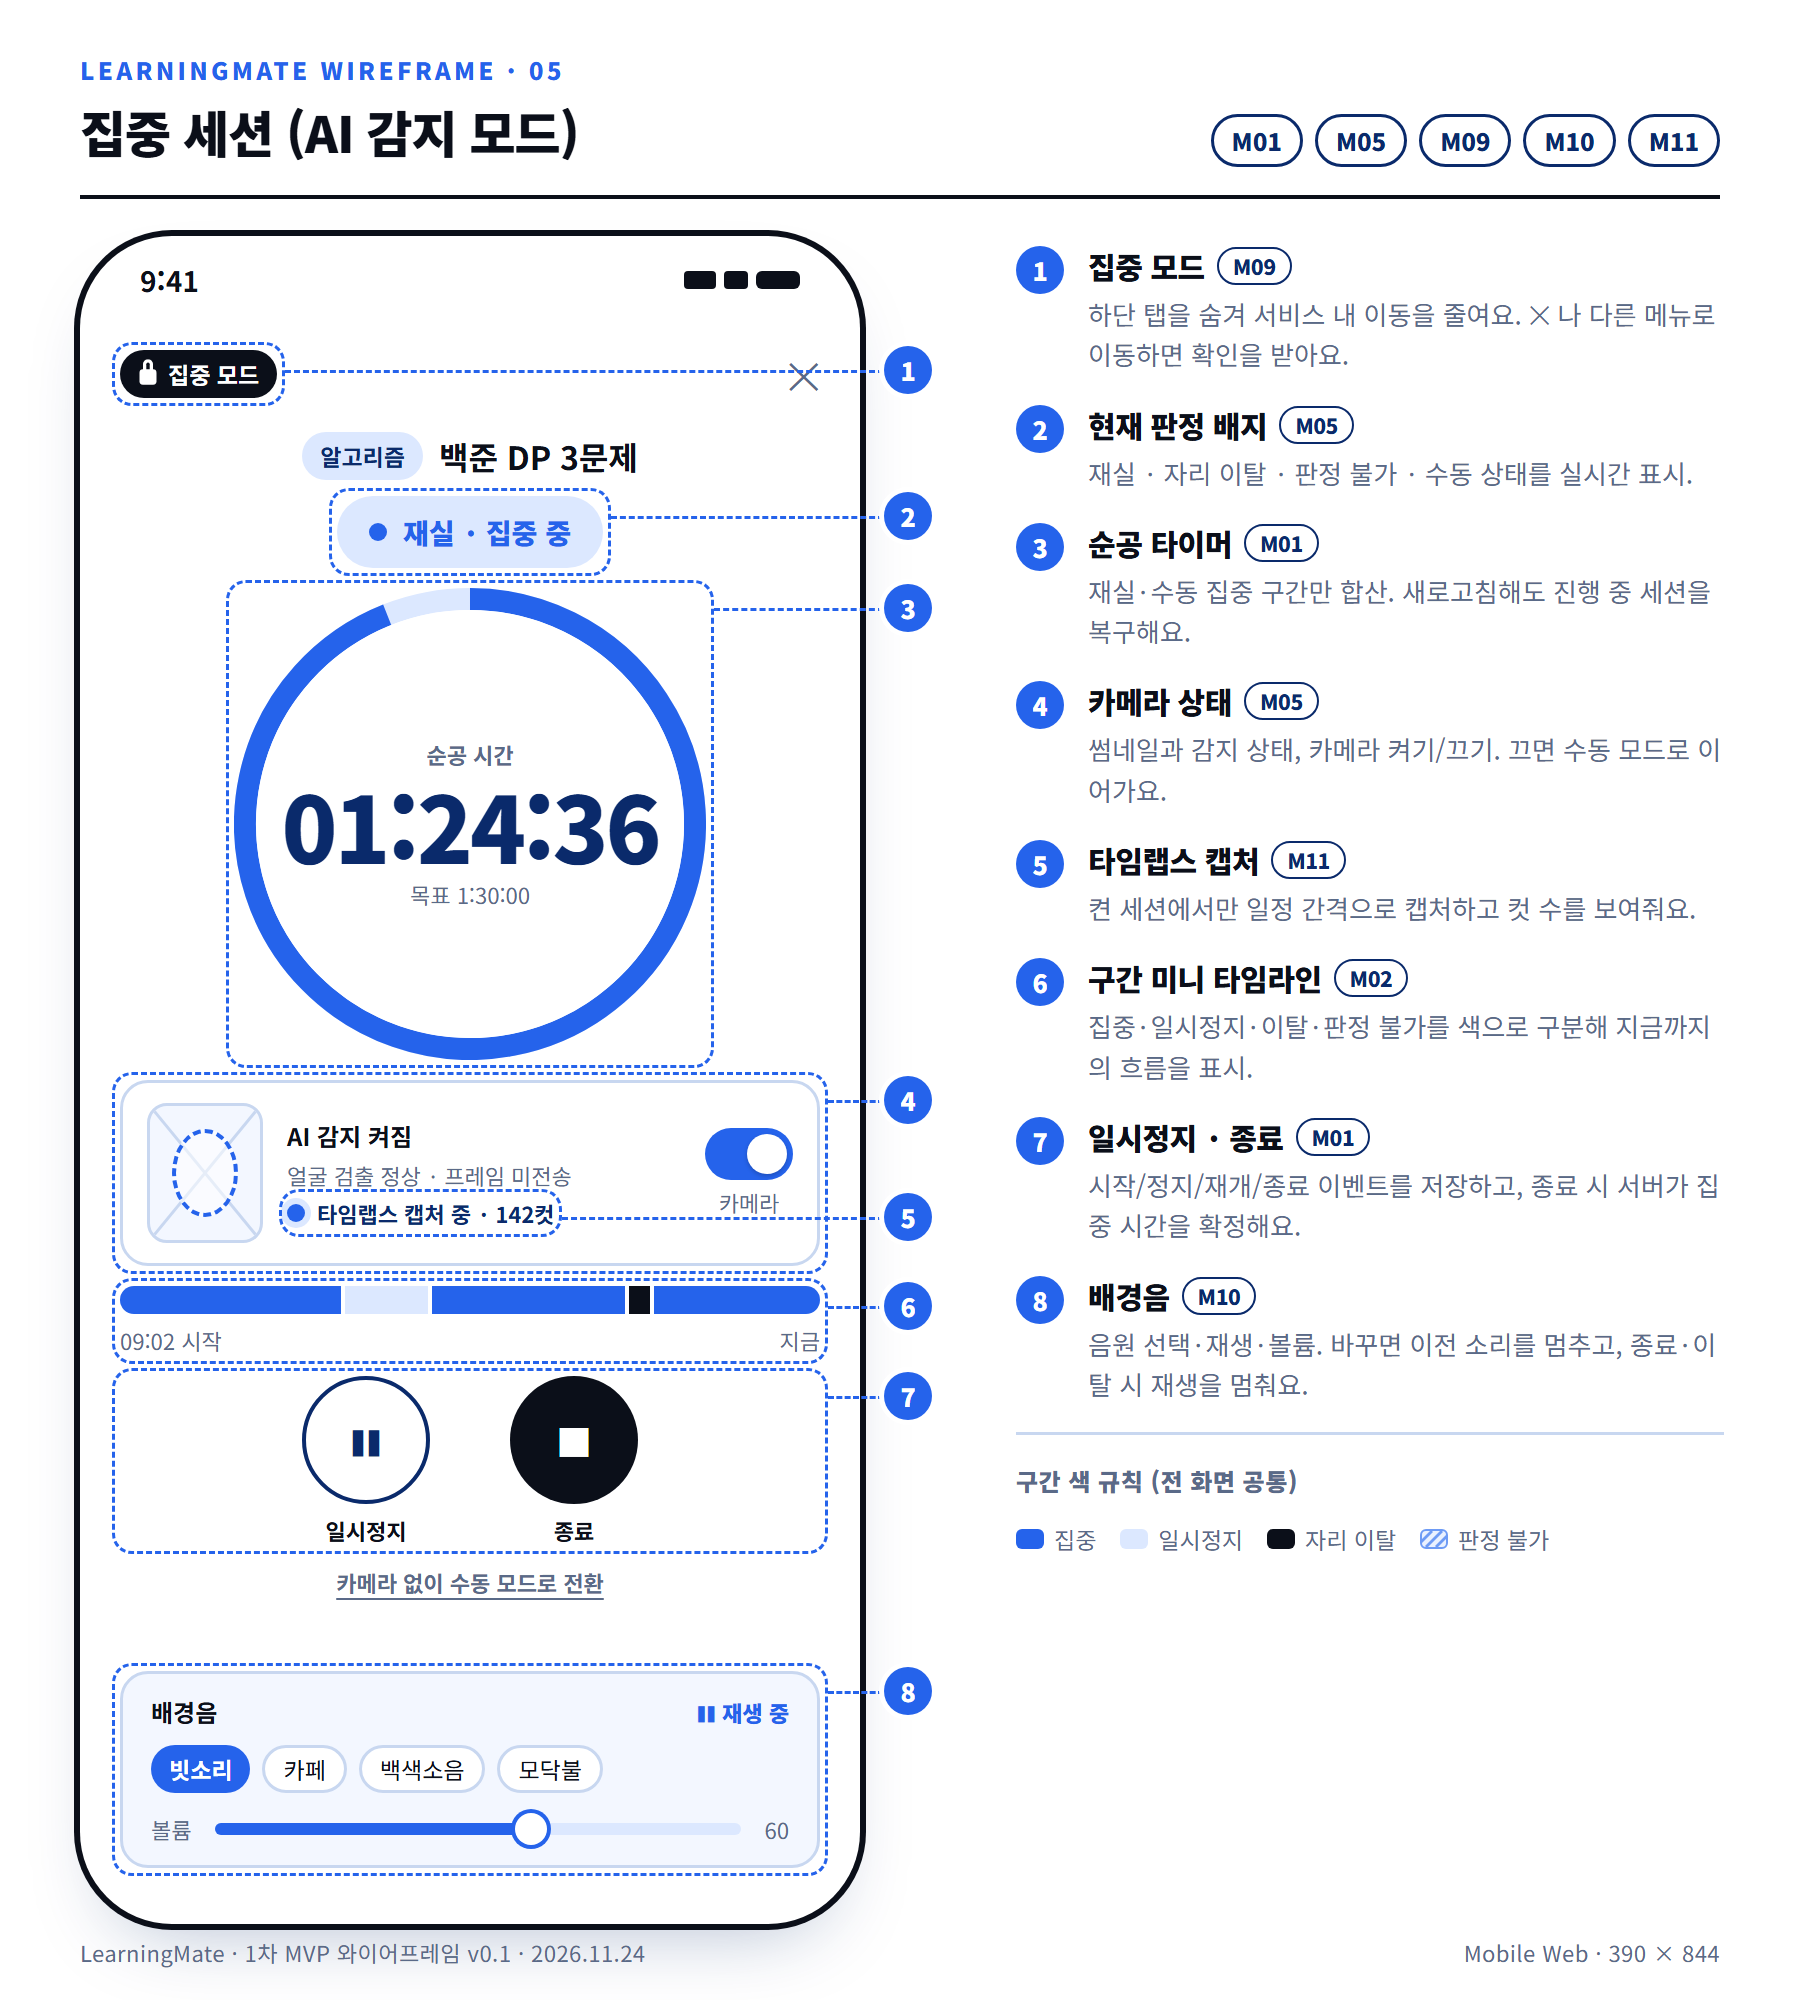 LEARNINGMATE WIREFRAME · 05
집중 세션 (AI 감지 모드)
M01 M05 M09 M10 M11
9:41
집중 모드
1
알고리즘 백준 DP 3문제
재실 · 집중 중
2
3
순공 시간
01:24:36
목표 1:30:00
AI 감지 켜짐
얼굴 검출 정상 · 프레임 미전송
타임랩스 캡처 중 · 142컷
카메라
4
5
6
09:02 시작
지금
7
일시정지
종료
카메라 없이 수동 모드로 전환
8
배경음
재생 중
빗소리 카페 백색소음 모닥불
볼륨
60
1 집중 모드 M09
하단 탭을 숨겨 서비스 내 이동을 줄여요. ✕ 나 다른 메뉴로
이동하면 확인을 받아요.
2 현재 판정 배지 M05
재실 · 자리 이탈 · 판정 불가 · 수동 상태를 실시간 표시.
3 순공 타이머 M01
재실·수동 집중 구간만 합산. 새로고침해도 진행 중 세션을
복구해요.
4 카메라 상태 M05
썸네일과 감지 상태, 카메라 켜기/끄기. 끄면 수동 모드로 이
어가요.
5 타임랩스 캡처 M11
켠 세션에서만 일정 간격으로 캡처하고 컷 수를 보여줘요.
6 구간 미니 타임라인 M02
집중·일시정지·이탈·판정 불가를 색으로 구분해 지금까지
의 흐름을 표시.
7 일시정지 · 종료 M01
시작/정지/재개/종료 이벤트를 저장하고, 종료 시 서버가 집
중 시간을 확정해요.
8 배경음 M10
음원 선택·재생·볼륨. 바꾸면 이전 소리를 멈추고, 종료·이
탈 시 재생을 멈춰요.
구간 색 규칙 (전 화면 공통)
집중 일시정지 자리 이탈 판정 불가
LearningMate · 1차 MVP 와이어프레임 v0.1 · 2026.11.24
Mobile Web · 390 × 844